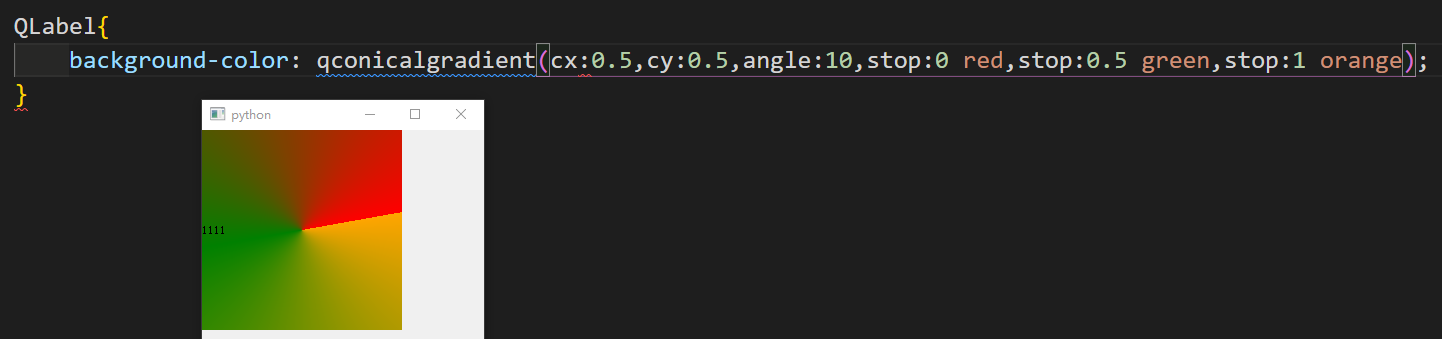 QLabel{
background-color: qconicalgradient(cx:0.5,cy:0.5,angle:10,stop:0 red,stop:0.5 green,stop:1 orange);
}
python
1111